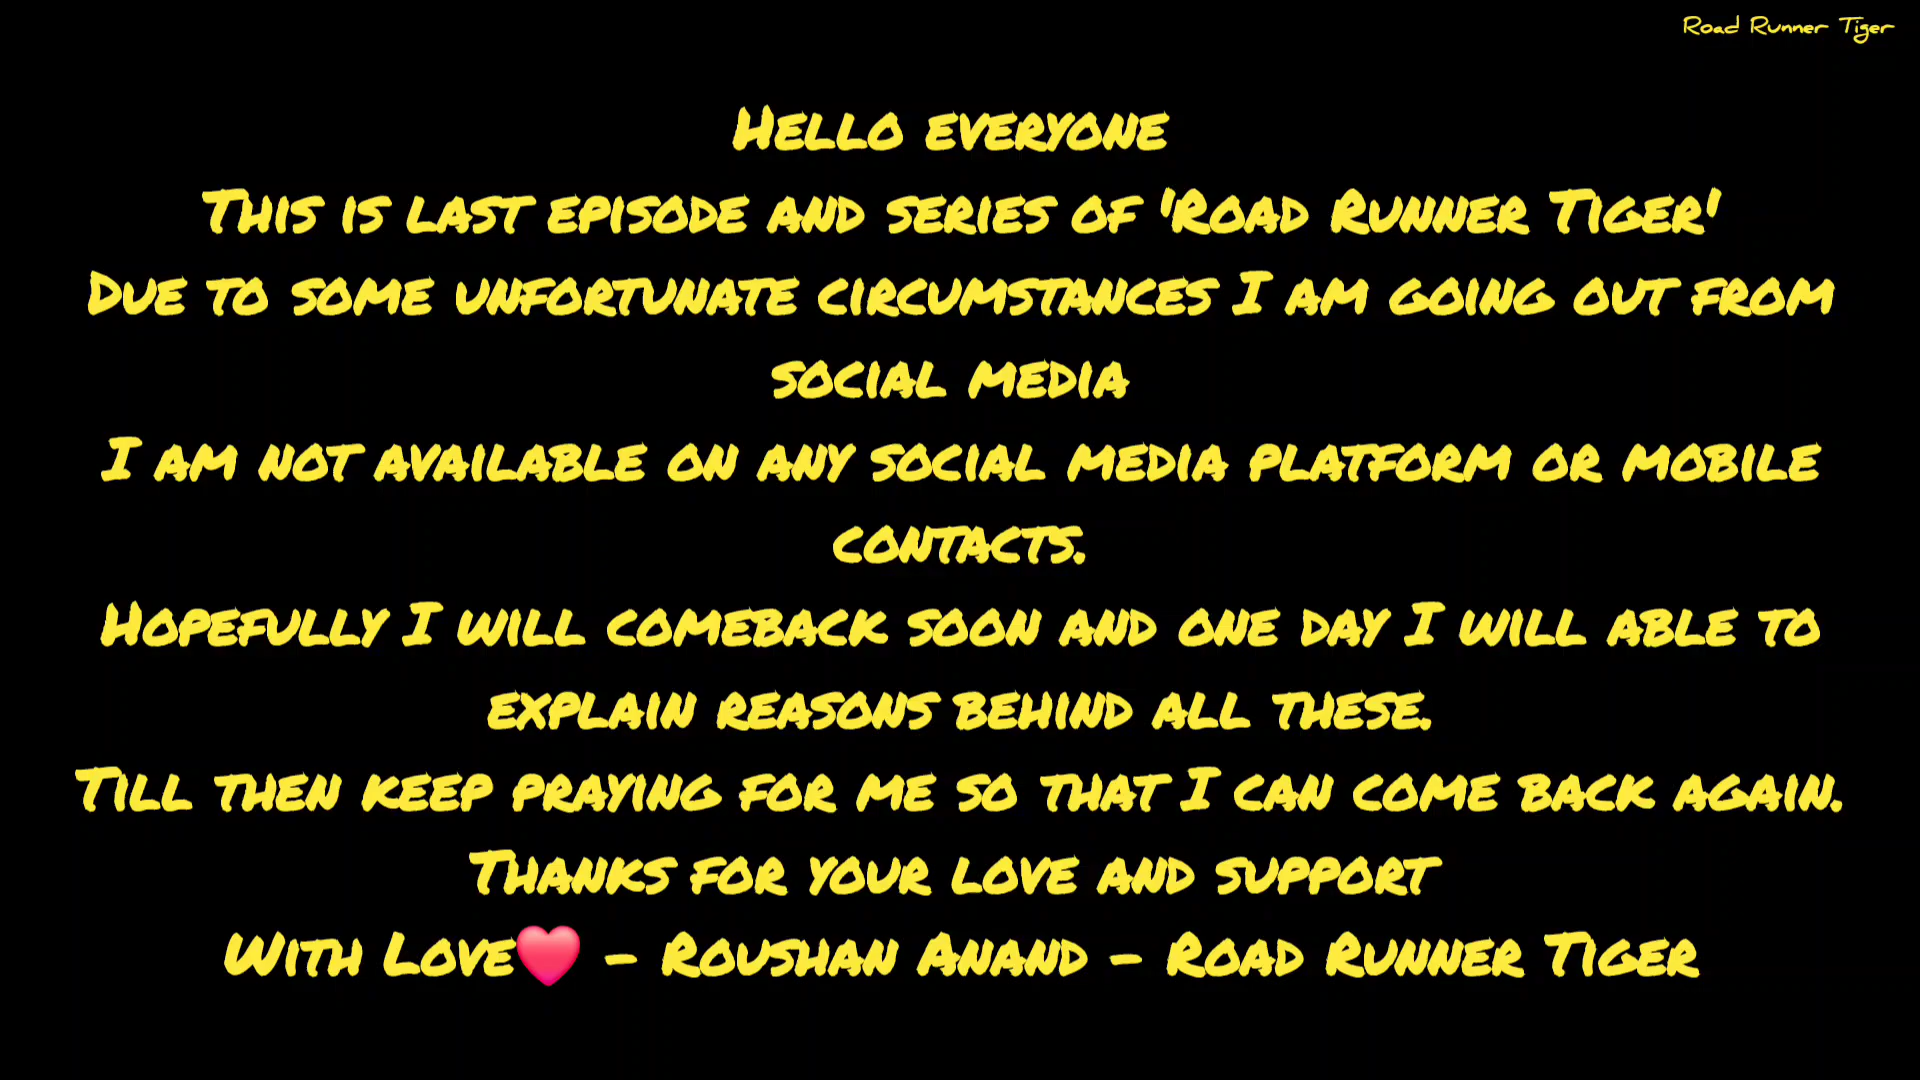 Road Runner Tiger
Hello everyone
This is last episode and series of 'Road Runner Tiger'
Due to some unfortunate circumstances I am going out from
social media
I am not available on any social media platform or mobile
contacts.
Hopefully I will comeback soon and one day I will able to
explain reasons behind all these.
Till then keep praying for me so that I can come back again.
Thanks for your love and support
With Love❤ - Roushan Anand - Road Runner Tiger